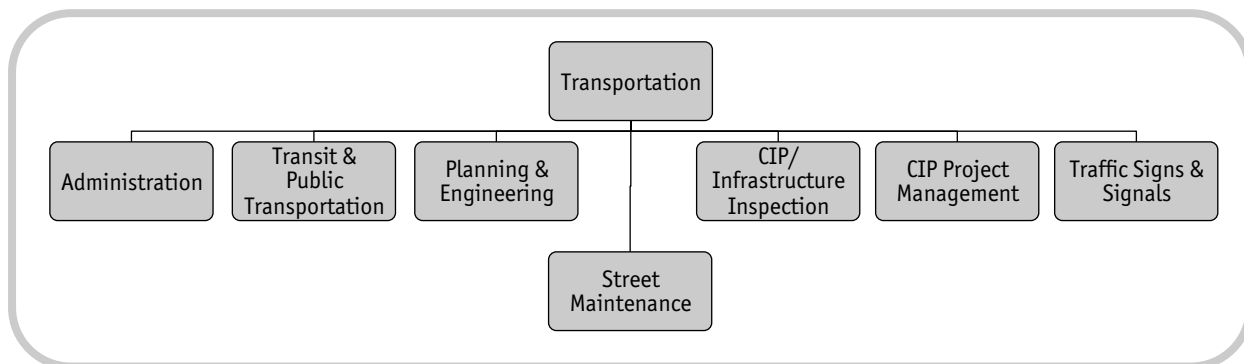 Transportation
Administration
Transit &
Public
Transportation
Planning &
Engineering
CIP/
Infrastructure
Inspection
CIP Project
Management
Traffic Signs &
Signals
Street
Maintenance